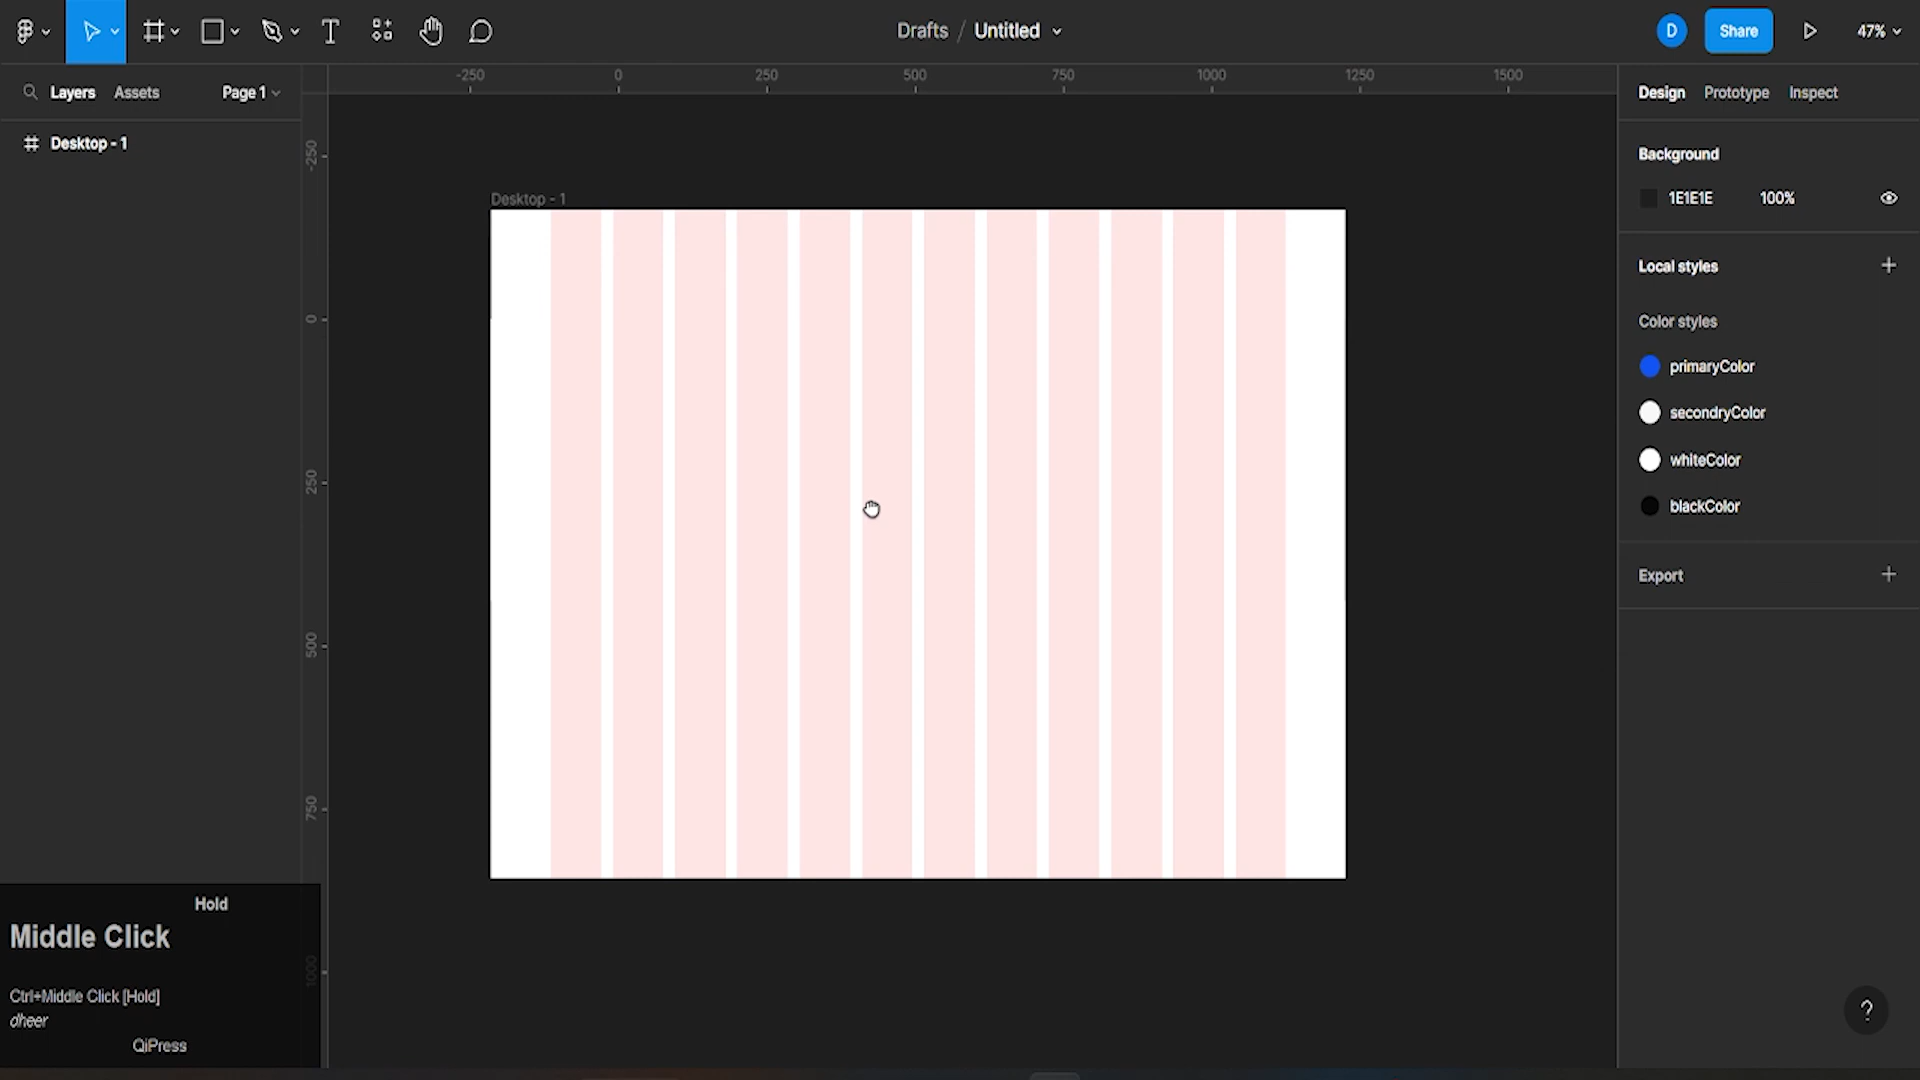 Drafts / Untitled
D
Share
47%
Layers Assets Page 1
Desktop - 1
-250 0 250 500 750 1000 1250 1500
-250
0
250
500
750
1000
Desktop - 1
Design Prototype Inspect
Background
1E1E1E 100%
Local styles
Color styles
primaryColor
secondryColor
whiteColor
blackColor
Export
Hold
Middle Click
Ctrl+Middle Click [Hold]
dheer
QiPress
?